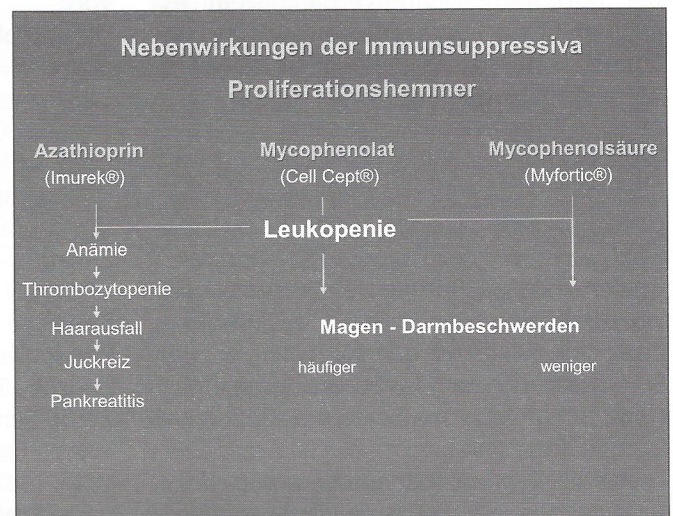 Nebenwirkungen der Immunsuppressiva
Proliferationshemmer
Azathioprin
(Imurek®)
Mycophenolat
(Cell Cept®)
Mycophenolsäure
(Myfortic®)
Leukopenie
Anämie
Thrombozytopenie
Haarausfall
Juckreiz
Pankreatitis
Magen - Darmbeschwerden
häufiger
weniger